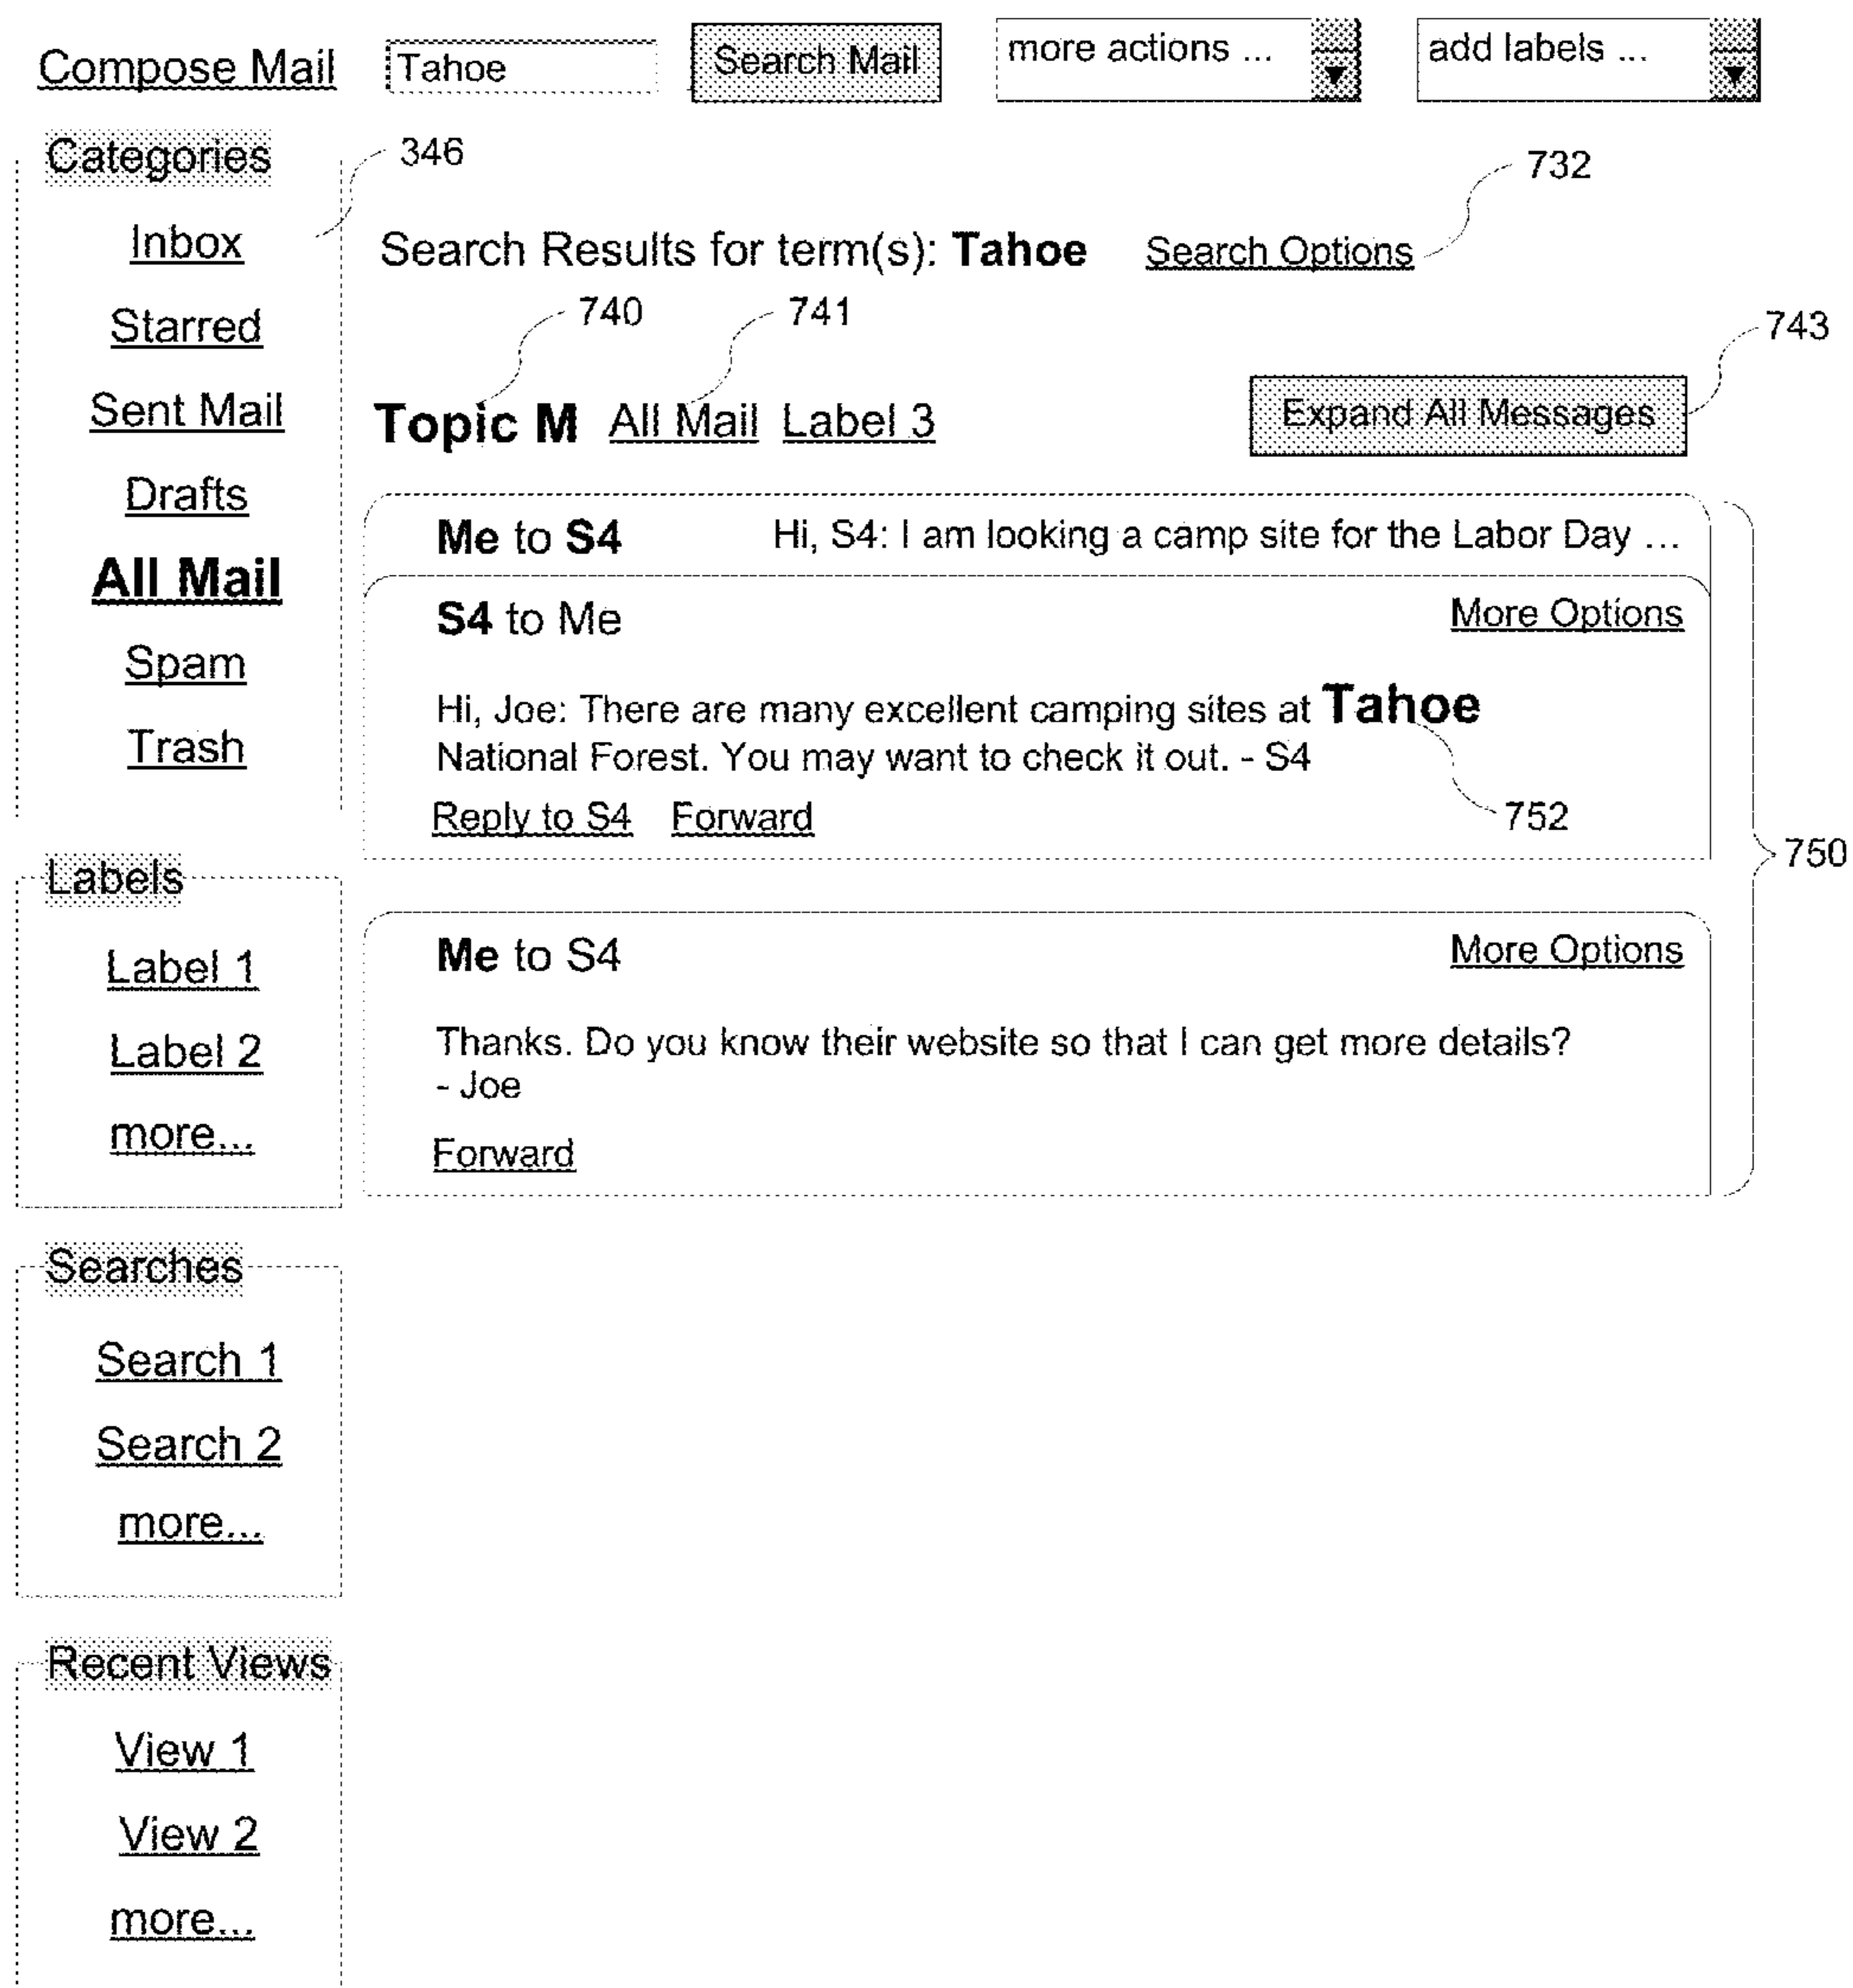 Compose Mail Tahoe Search Mail more actions ... add labels ...
Categories
346
732
Inbox
Search Results for term(s): Tahoe Search Options
740 741
743
Starred
Sent Mail
Topic M All Mail Label 3 Expand All Messages
Drafts
Me to S4 Hi, S4: I am looking a camp site for the Labor Day ...
All Mail
S4 to Me More Options
Spam
Hi, Joe: There are many excellent camping sites at Tahoe
Trash
National Forest. You may want to check it out. - S4
Reply to S4 Forward
752
750
Labels
Label 1
Me to S4 More Options
Label 2
Thanks. Do you know their website so that I can get more details?
- Joe
more...
Forward
Searches
Search 1
Search 2
more...
Recent Views
View 1
View 2
more...